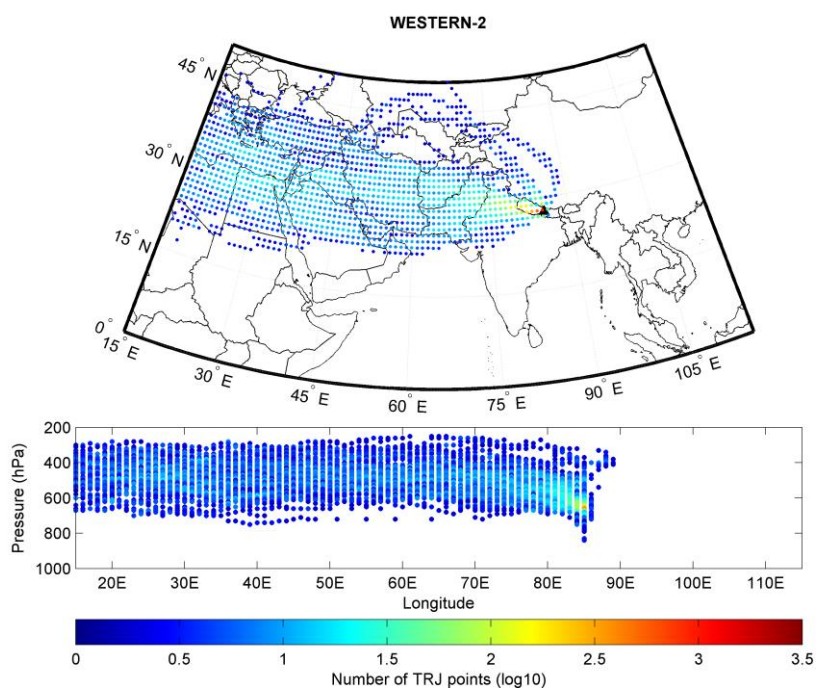 WESTERN-2
45° N
30° N
15° N
0°
15° E
30° E
45° E
60° E
75° E
90° E
105° E
200
400
600
800
1000
Pressure (hPa)
20E 30E 40E 50E 60E 70E 80E 90E 100E 110E
Longitude
0 0.5 1 1.5 2 2.5 3 3.5
Number of TRJ points (log10)